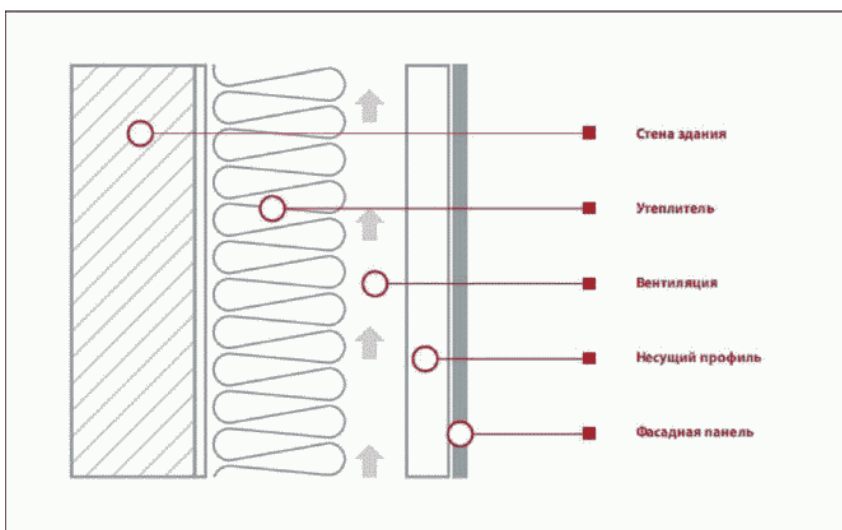 Стена здания
Утеплитель
Вентиляция
Несущий профиль
Фасадная панель